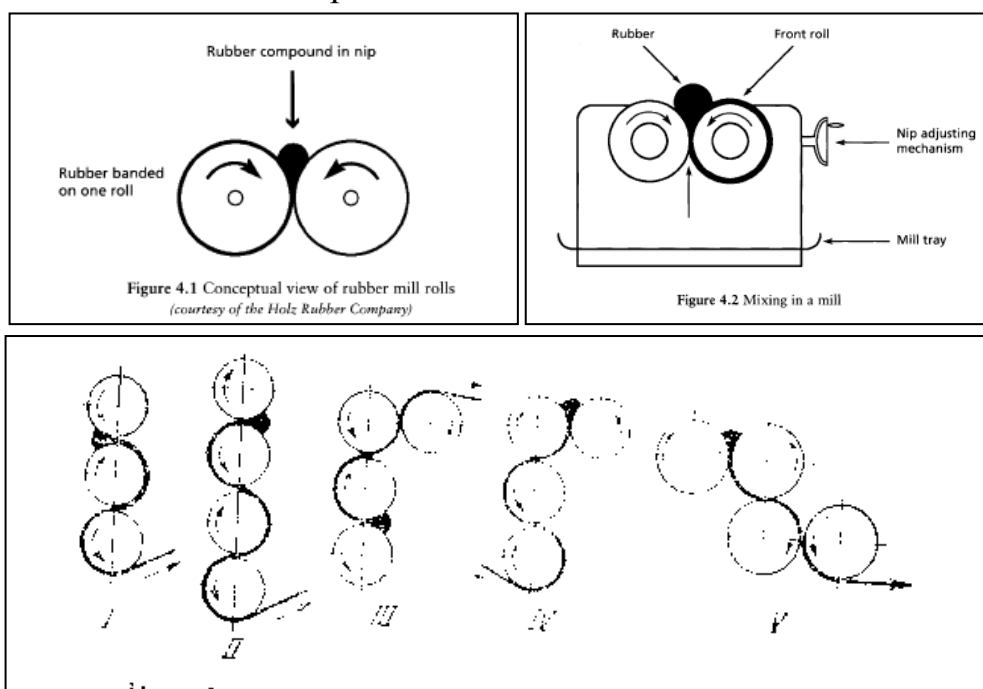 Rubber compound in nip
Rubber banded
on one roll
Figure 4.1 Conceptual view of rubber mill rolls
(courtesy of the Holz Rubber Company)
Rubber
Front roll
Nip adjusting
mechanism
Mill tray
Figure 4.2 Mixing in a mill
I
II
III
IV
V